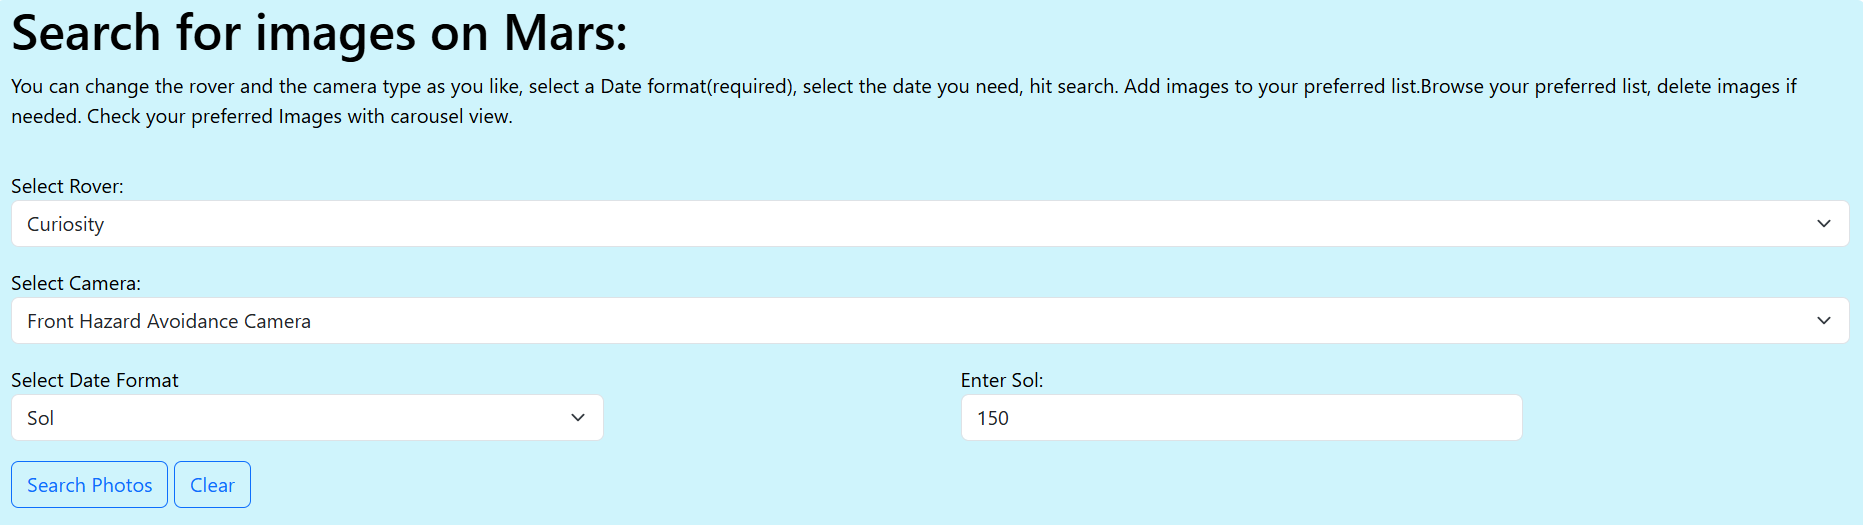 Search for images on Mars:
You can change the rover and the camera type as you like, select a Date format(required), select the date you need, hit search. Add images to your preferred list.Browse your preferred list, delete images if
needed. Check your preferred Images with carousel view.
Select Rover:
Curiosity
Select Camera:
Front Hazard Avoidance Camera
Select Date Format
Enter Sol:
Sol
150
Search Photos
Clear